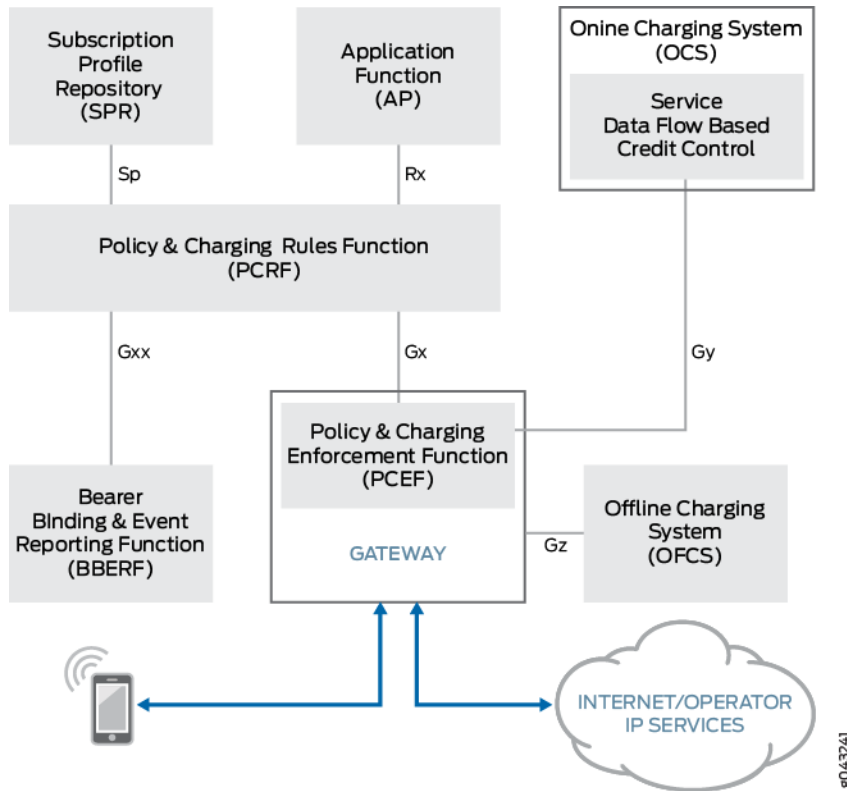 Subscription
Profile
Repository
(SPR)
Application
Function
(AP)
Onine Charging System
(OCS)
Service
Data Flow Based
Credit Control
Sp
Rx
Policy & Charging Rules Function
(PCRF)
Gxx
Gx
Gy
Policy & Charging
Enforcement Function
(PCEF)
GATEWAY
Bearer
BInding & Event
Reporting Function
(BBERF)
Gz
Offline Charging
System
(OFCS)
INTERNET/OPERATOR
IP SERVICES
g043241